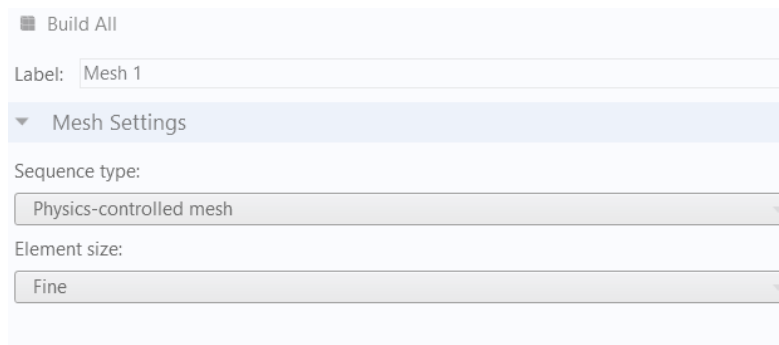 Build All
Label: Mesh 1
Mesh Settings
Sequence type:
Physics-controlled mesh
Element size:
Fine